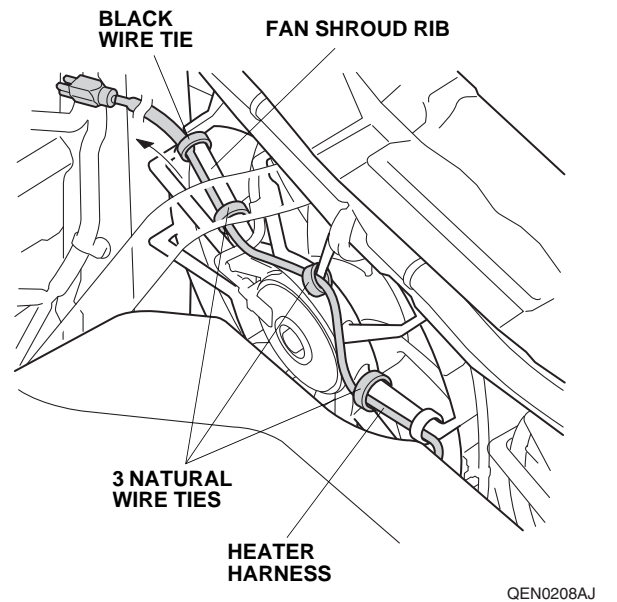 BLACK
WIRE TIE
FAN SHROUD RIB
3 NATURAL
WIRE TIES
HEATER
HARNESS
QEN0208AJ